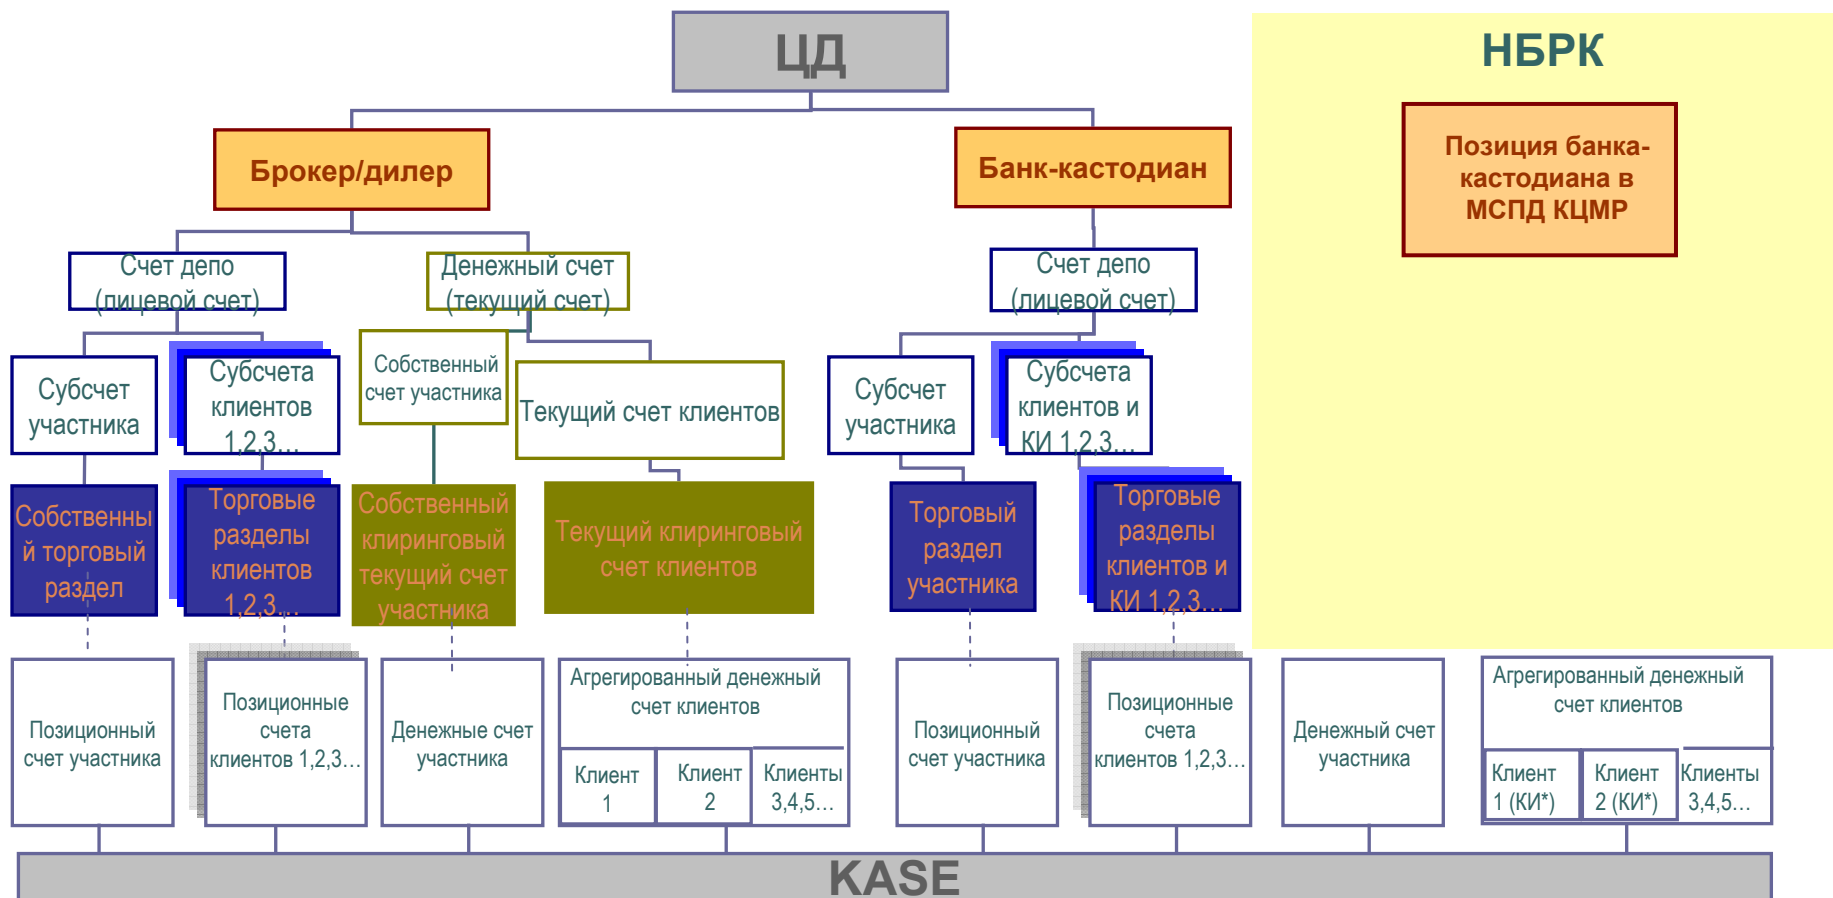 ЦД
НБРК
Брокер/дилер
Банк-кастодиан
Позиция банка-
кастодиана в
МСПД КЦМР
Счет депо
(лицевой счет)
Денежный счет
(текущий счет)
Счет депо
(лицевой счет)
Субсчет
участника
Субсчета
клиентов
1,2,3…
Собственный
счет участника
Текущий счет клиентов
Субсчет
участника
Субсчета
клиентов и
КИ 1,2,3…
Собственны
й торговый
раздел
Торговые
разделы
клиентов
1,2,3…
Собственный
клиринговый
текущий счет
участника
Текущий клиринговый
счет клиентов
Торговый
раздел
участника
Торговые
разделы
клиентов и
КИ 1,2,3…
Позиционный
счет участника
Позиционные
счета
клиентов 1,2,3…
Денежные счет
участника
Агрегированный денежный
счет клиентов
Клиент
1
Клиент
2
Клиенты
3,4,5…
Позиционный
счет участника
Позиционные
счета
клиентов 1,2,3…
Денежный счет
участника
Агрегированный денежный
счет клиентов
Клиент
1 (КИ*)
Клиент
2 (КИ*)
Клиенты
3,4,5…
KASE